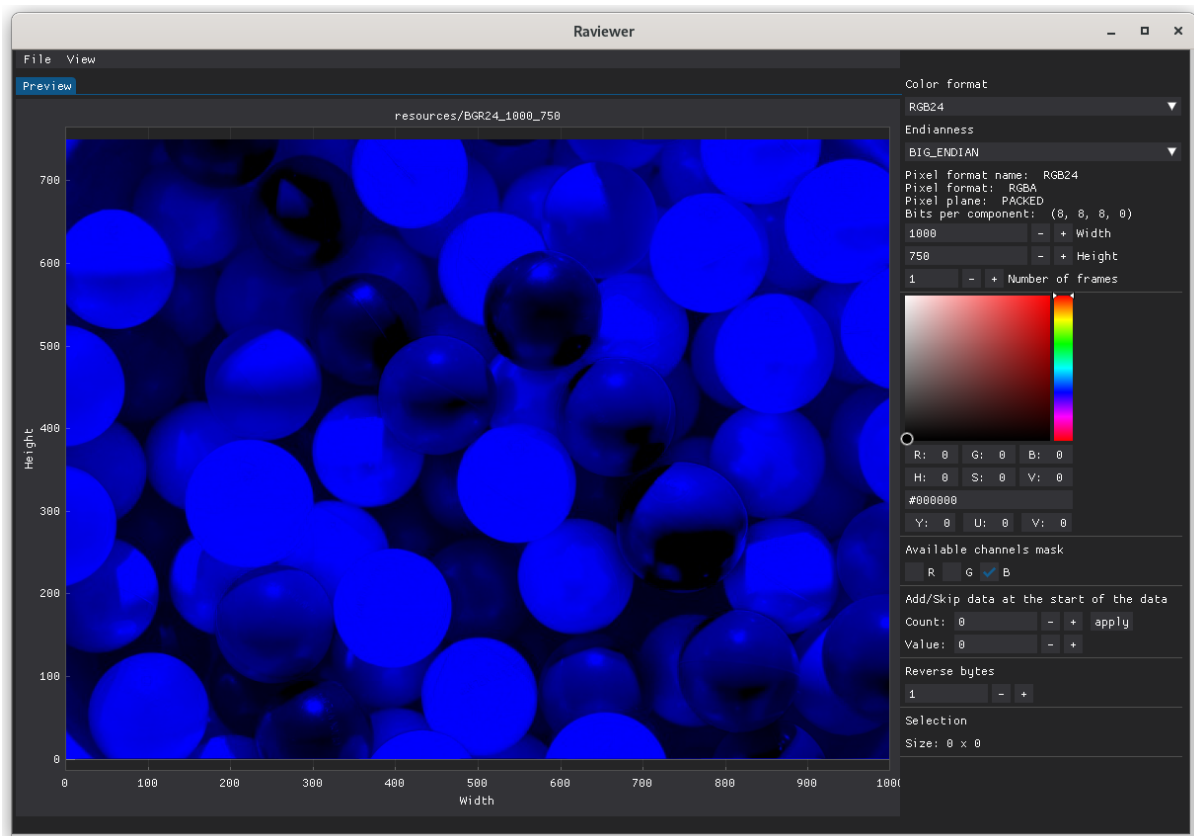 Raviewer
File View
Preview
resources/BGR24_1000_750
700
600
500
400
300
200
100
0
Height
0 100 200 300 400 500 600 700 800 900 1000
Width
Color format
RGB24
Endianness
BIG_ENDIAN
Pixel format name: RGB24
Pixel format: RGBA
Pixel plane: PACKED
Bits per component: (8, 8, 8, 0)
1000 - + Width
750 - + Height
1 - + Number of frames
R: 0 G: 0 B: 0
H: 0 S: 0 V: 0
#000000
Y: 0 U: 0 V: 0
Available channels mask
R G B
Add/Skip data at the start of the data
Count: 0 - + apply
Value: 0 - +
Reverse bytes
1 - +
Selection
Size: 0 x 0